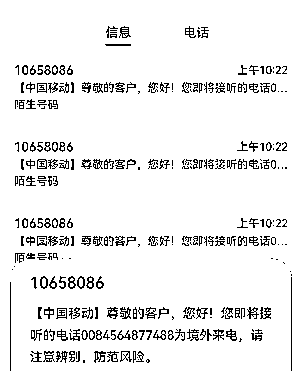 信息 电话
10658086 上午10:22
【中国移动】尊敬的客户，您好！您即将接听的电话0...
陌生号码
10658086 上午10:22
【中国移动】尊敬的客户，您好！您即将接听的电话0...
陌生号码
10658086 上午10:22
【中国移动】尊敬的客户，您好！您即将接听的电话0...
陌生号码
10658086
【中国移动】尊敬的客户，您好！您即将接
听的电话0084564877488为境外来电，请
注意辨别，防范风险。